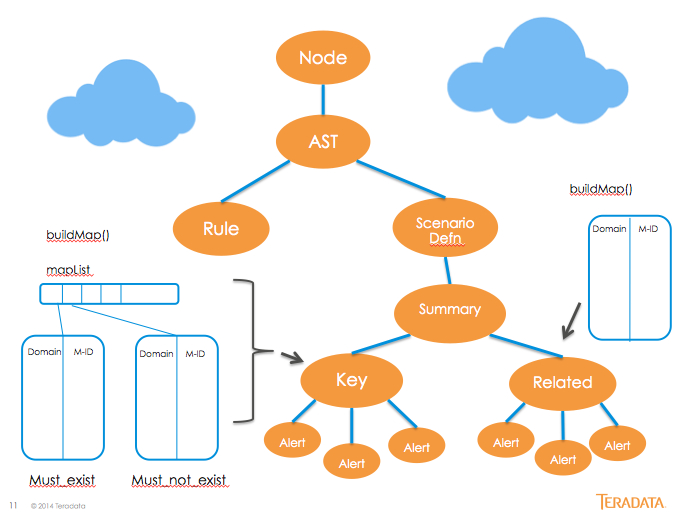 Node
AST
Rule
Scenario
Defn
Summary
Key
Related
Alert
Alert
Alert
Alert
Alert
Alert
buildMap()
mapList
Domain M-ID
Domain M-ID
Must_exist
Must_not_exist
buildMap()
Domain M-ID
11 © 2014 Teradata
TERADATA